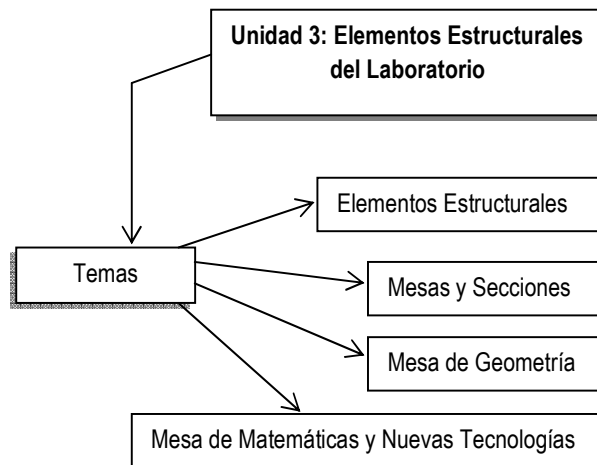 Unidad 3: Elementos Estructurales
del Laboratorio
Elementos Estructurales
Temas
Mesas y Secciones
Mesa de Geometría
Mesa de Matemáticas y Nuevas Tecnologías